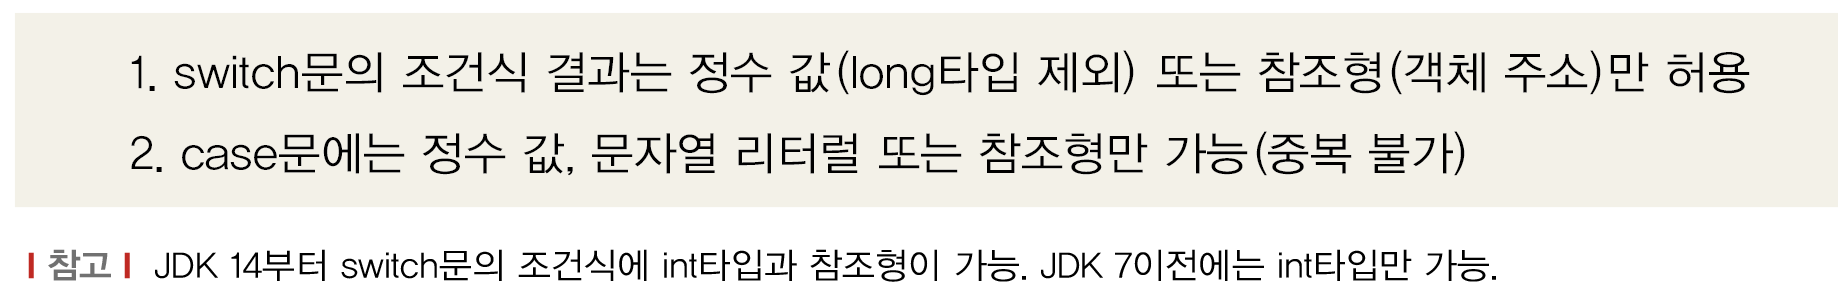 1. switch문의 조건식 결과는 정수 값(long타입 제외) 또는 참조형(객체 주소)만 허용
2. case문에는 정수 값, 문자열 리터럴 또는 참조형만 가능(중복 불가)
| 참고 | JDK 14부터 switch문의 조건식에 int타입과 참조형이 가능. JDK 7이전에는 int타입만 가능.